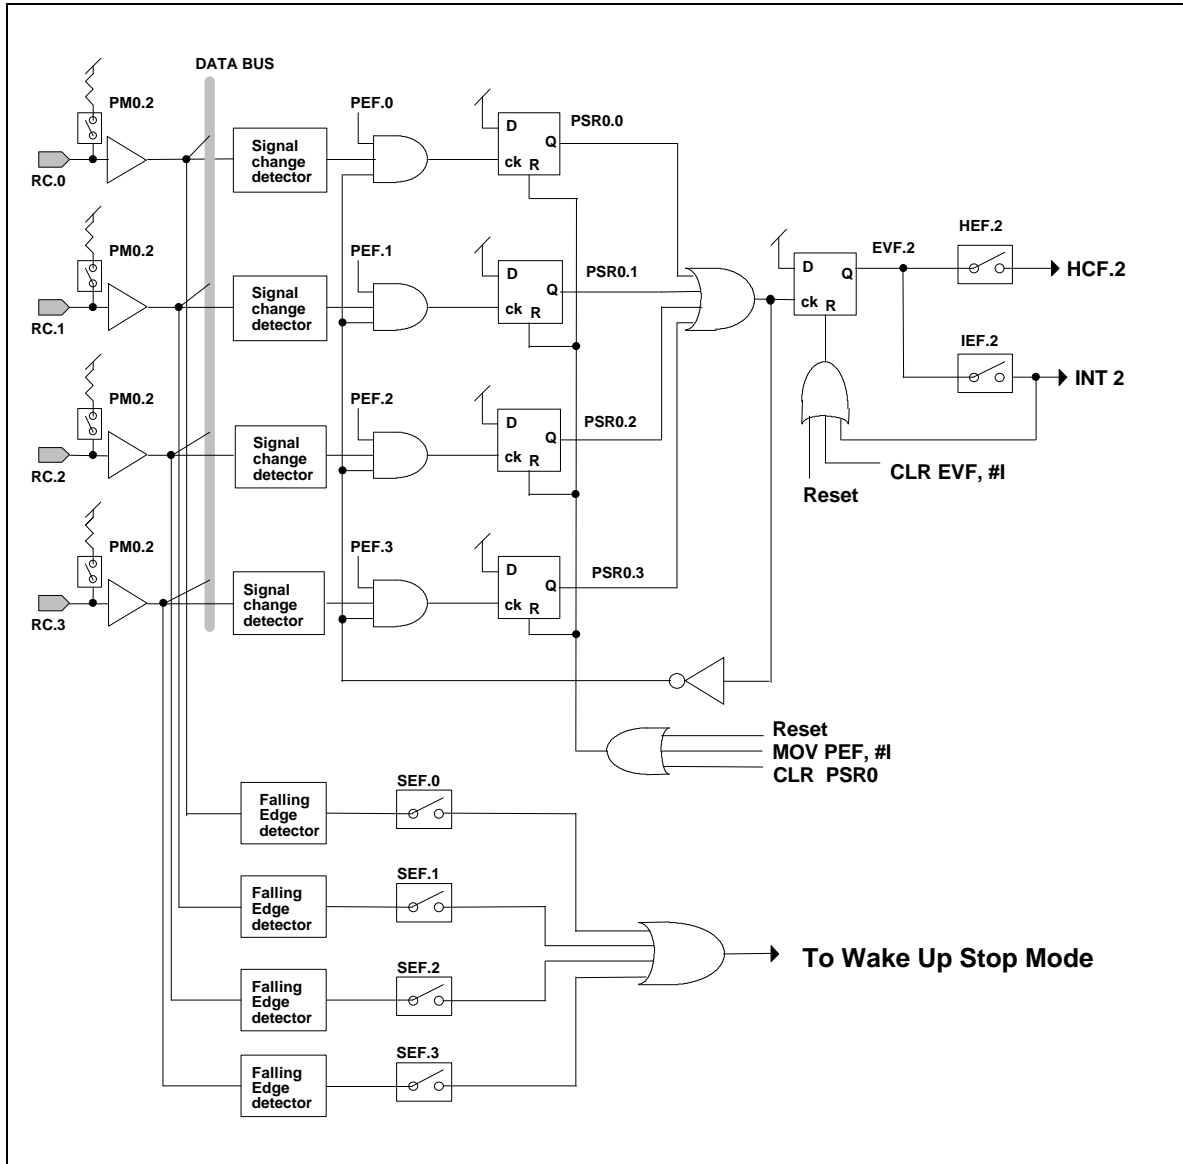 DATA BUS
PM0.2
PEF.0
D
Q
ck
R
PSR0.0
Signal
change
detector
RC.0
PM0.2
PEF.1
D
Q
ck
R
PSR0.1
Signal
change
detector
RC.1
D
Q
ck
R
EVF.2
HEF.2
HCF.2
IEF.2
INT 2
CLR EVF, #I
Reset
PM0.2
PEF.2
D
Q
ck
R
PSR0.2
Signal
change
detector
RC.2
PM0.2
PEF.3
D
Q
ck
R
PSR0.3
Signal
change
detector
RC.3
Reset
MOV PEF, #I
CLR PSR0
Falling
Edge
detector
SEF.0
Falling
Edge
detector
SEF.1
Falling
Edge
detector
SEF.2
Falling
Edge
detector
SEF.3
To Wake Up Stop Mode